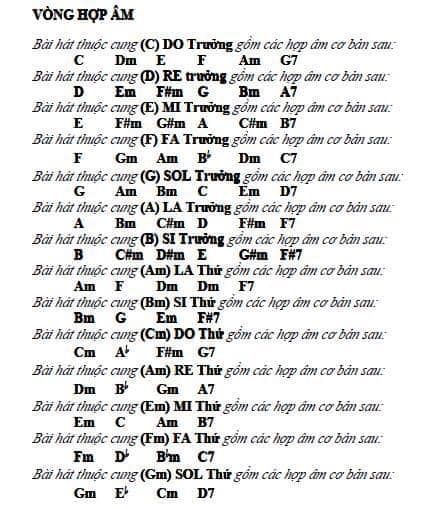 VÒNG HỢP ÂM
Bài hát thuộc cung (C) DO Trưởng gồm các hợp âm cơ bản sau:
C Dm E F Am G7
Bài hát thuộc cung (D) RE trưởng gồm các hợp âm cơ bản sau:
D Em F#m G Bm A7
Bài hát thuộc cung (E) MI Trưởng gồm các hợp âm cơ bản sau:
E F#m G#m A C#m B7
Bài hát thuộc cung (F) FA Trưởng gồm các hợp âm cơ bản sau:
F Gm Am B♭ Dm C7
Bài hát thuộc cung (G) SOL Trưởng gồm các hợp âm cơ bản sau:
G Am Bm C Em D7
Bài hát thuộc cung (A) LA Trưởng gồm các hợp âm cơ bản sau:
A Bm C#m D F#m F7
Bài hát thuộc cung (B) SI Trưởng gồm các hợp âm cơ bản sau:
B C#m D#m E G#m F#7
Bài hát thuộc cung (Am) LA Thứ gồm các hợp âm cơ bản sau:
Am F Dm Dm F7
Bài hát thuộc cung (Bm) SI Thứ gồm các hợp âm cơ bản sau:
Bm G Em F#7
Bài hát thuộc cung (Cm) DO Thứ gồm các hợp âm cơ bản sau:
Cm A♭ F#m G7
Bài hát thuộc cung (Am) RE Thứ gồm các hợp âm cơ bản sau:
Dm B♭ Gm A7
Bài hát thuộc cung (Em) MI Thứ gồm các hợp âm cơ bản sau:
Em C Am B7
Bài hát thuộc cung (Fm) FA Thứ gồm các hợp âm cơ bản sau:
Fm D♭ B♭m C7
Bài hát thuộc cung (Gm) SOL Thứ gồm các hợp âm cơ bản sau:
Gm E♭ Cm D7